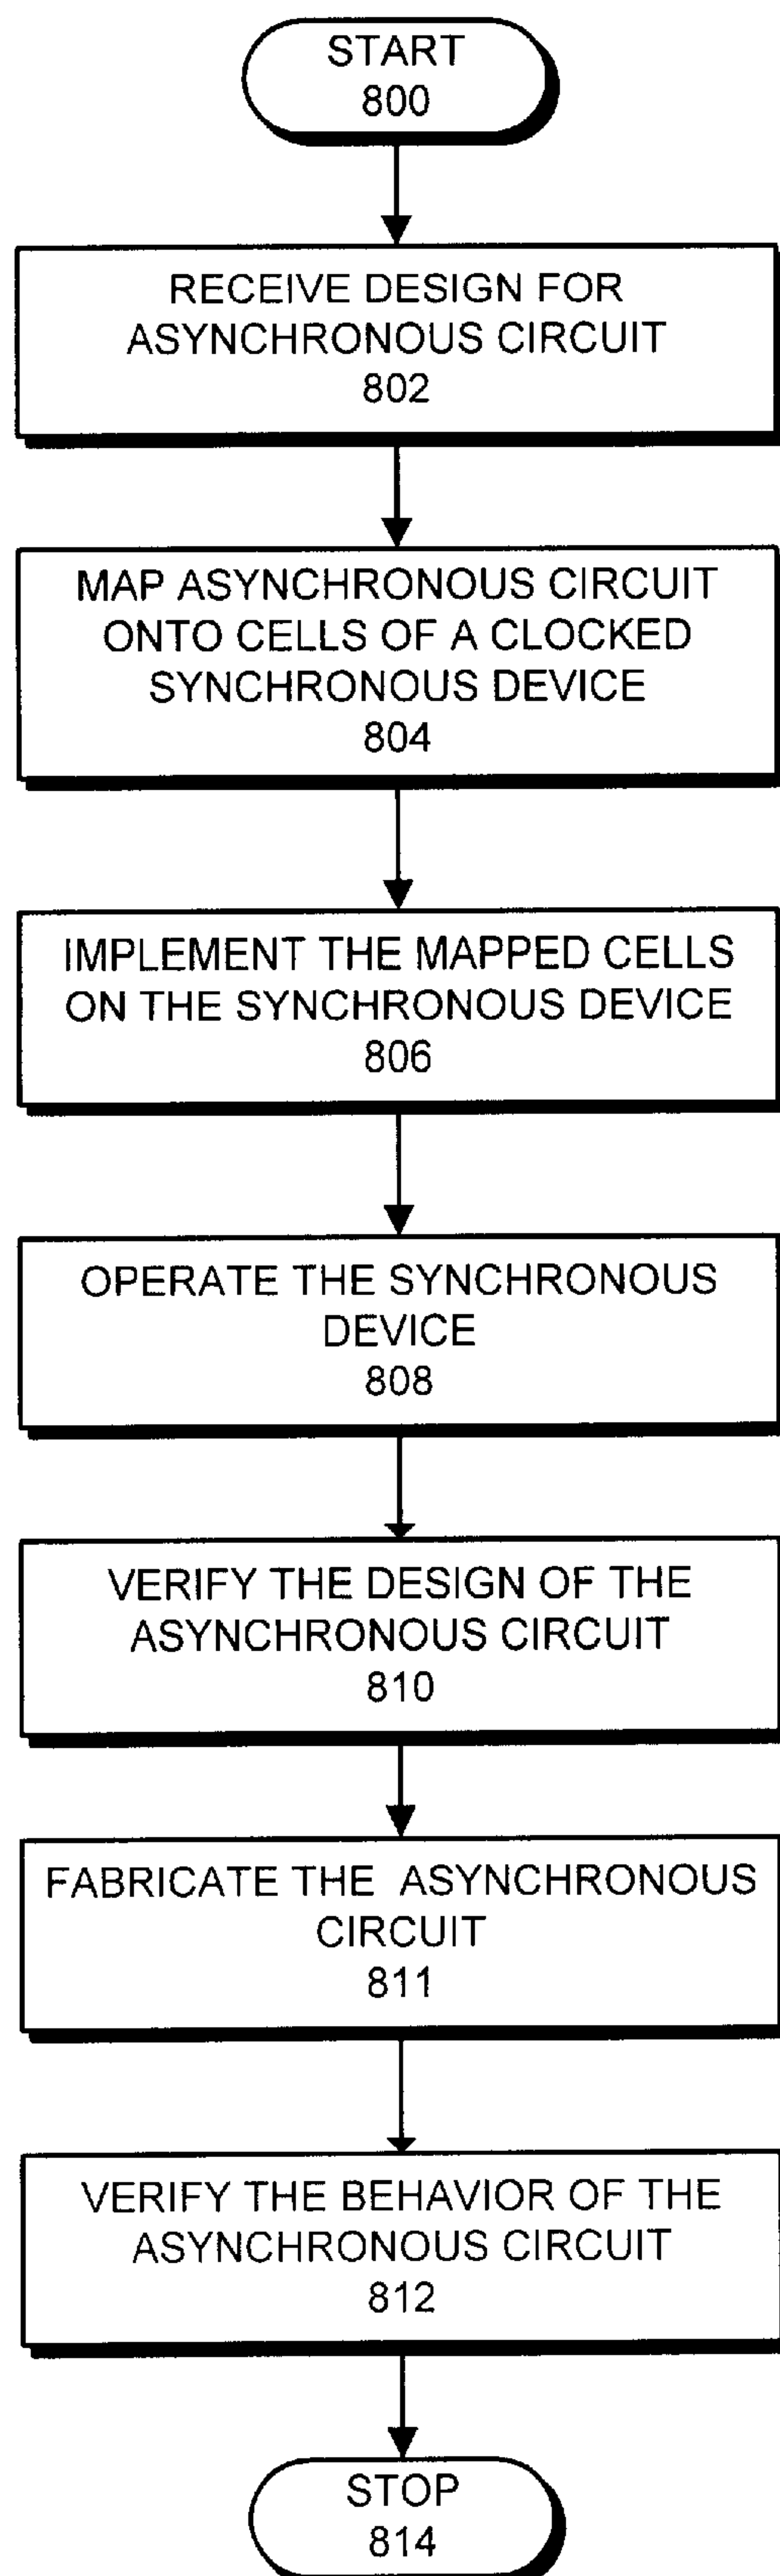 START
800
RECEIVE DESIGN FOR
ASYNCHRONOUS CIRCUIT
802
MAP ASYNCHRONOUS CIRCUIT
ONTO CELLS OF A CLOCKED
SYNCHRONOUS DEVICE
804
IMPLEMENT THE MAPPED CELLS
ON THE SYNCHRONOUS DEVICE
806
OPERATE THE SYNCHRONOUS
DEVICE
808
VERIFY THE DESIGN OF THE
ASYNCHRONOUS CIRCUIT
810
FABRICATE THE ASYNCHRONOUS
CIRCUIT
811
VERIFY THE BEHAVIOR OF THE
ASYNCHRONOUS CIRCUIT
812
STOP
814